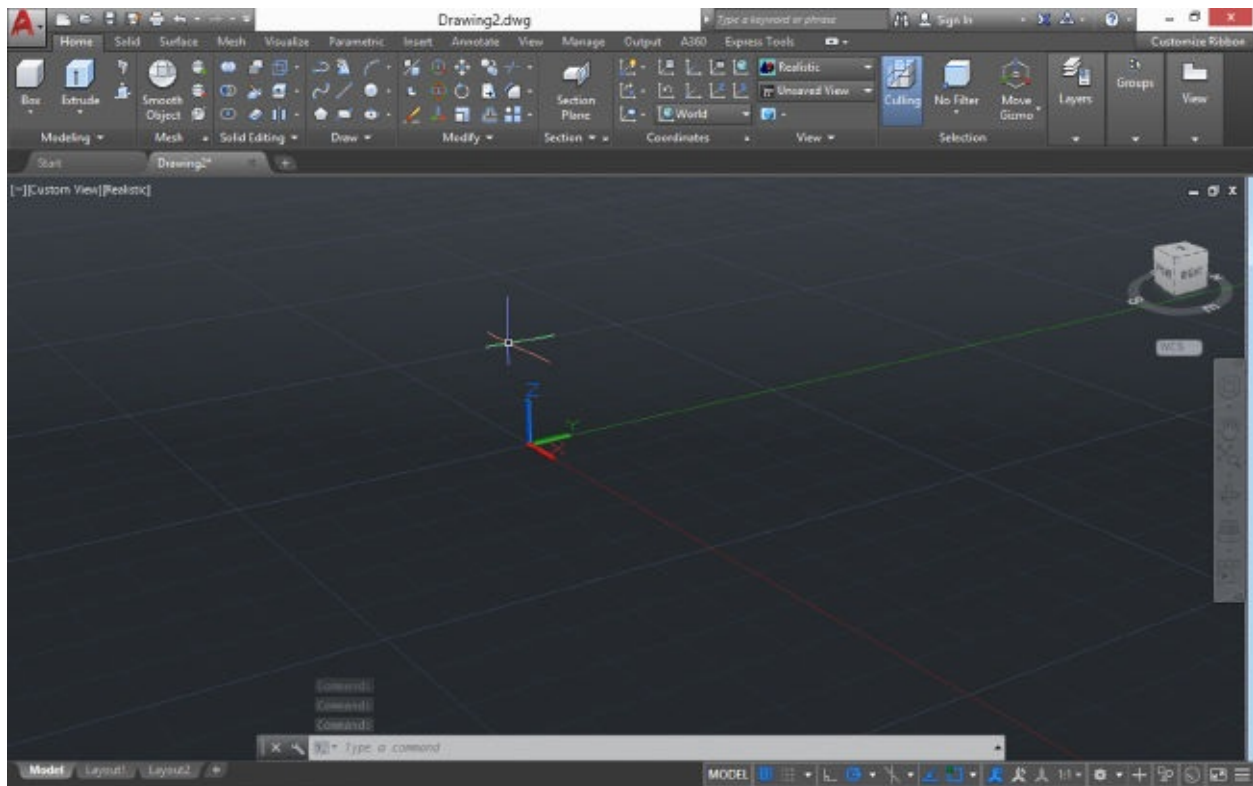 Drawing2.dwg
Type a keyword or phrase
Sign In
Home Solid Surface Mesh Visualize Parametric Insert Annotate View Manage Output A360 Express Tools
Customize Ribbon
Box Extrude Smooth Object Section Plane World Realistic Unsaved View Culling No Filter Move Gizmo Layers Groups View
Modeling Mesh Solid Editing Draw Modify Section Coordinates View Selection
Start Drawing2*
[-][Custom View][Realistic]
RIGHT
S E
WCS
Z
Y
X
Command:
Command:
Command:
Type a command
Model Layout1 Layout2 +
MODEL 1:1